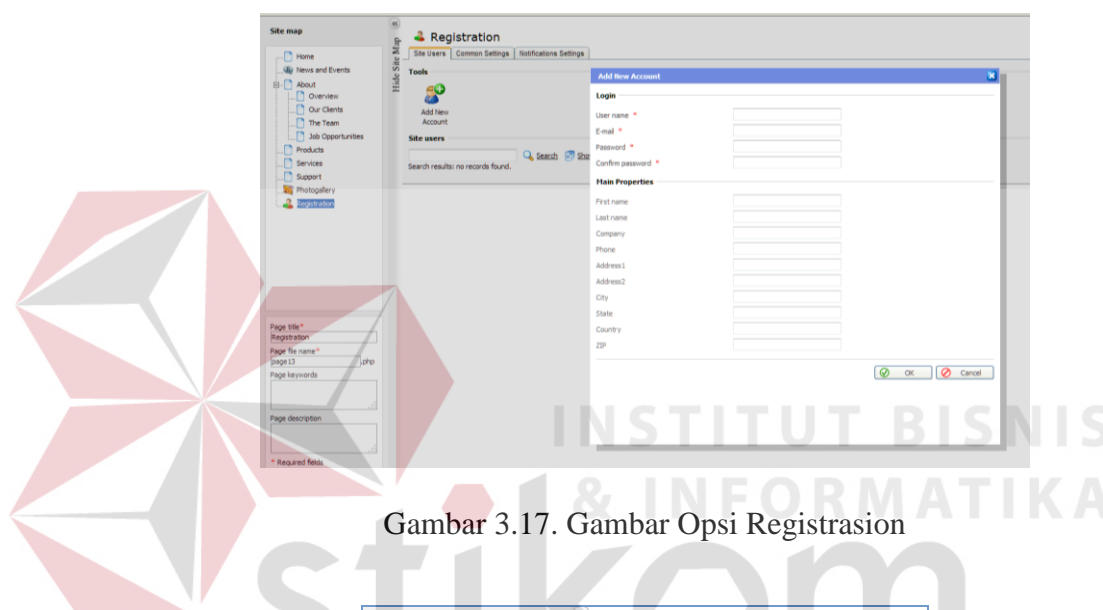 Site map
Home
News and Events
About
Overview
Our Clients
The Team
Job Opportunities
Products
Services
Support
Photogallery
Registration
Page title*
Registration
Page file name*
page13 .php
Page keywords
Page description
* Required fields
Hide Site Map
Registration
Site Users Common Settings Notifications Settings
Tools
Add New
Account
Site users
Search Sho
Search results: no records found.
Add New Account
Login
User name *
E-mail *
Password *
Confirm password *
Main Properties
First name
Last name
Company
Phone
Address1
Address2
City
State
Country
ZIP
OK Cancel
INSTITUT BISNIS
& INFORMATIKA
Gambar 3.17. Gambar Opsi Registrasion
stikom